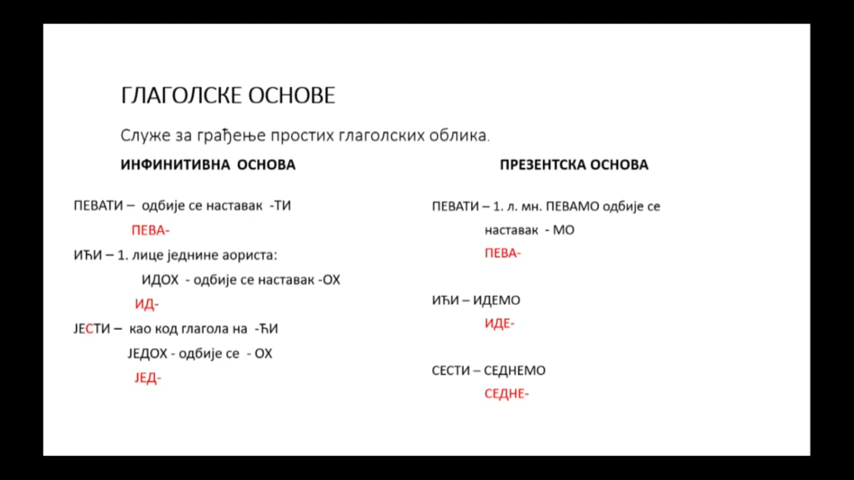 ГЛАГОЛСКЕ ОСНОВЕ
Служе за грађење простих глаголских облика.
ИНФИНИТИВНА ОСНОВА
ПЕВАТИ – одбије се наставак -ТИ
ПЕВА-
ИЋИ – 1. лице једнине аориста:
ИДОХ - одбије се наставак -ОХ
ИД-
ЈЕСТИ – као код глагола на -ЋИ
ЈЕДОХ - одбије се - ОХ
ЈЕД-
ПРЕЗЕНТСКА ОСНОВА
ПЕВАТИ – 1. л. мн. ПЕВАМО одбије се
наставак - МО
ПЕВА-
ИЋИ – ИДЕМО
ИДЕ-
СЕСТИ – СЕДНЕМО
СЕДНЕ-